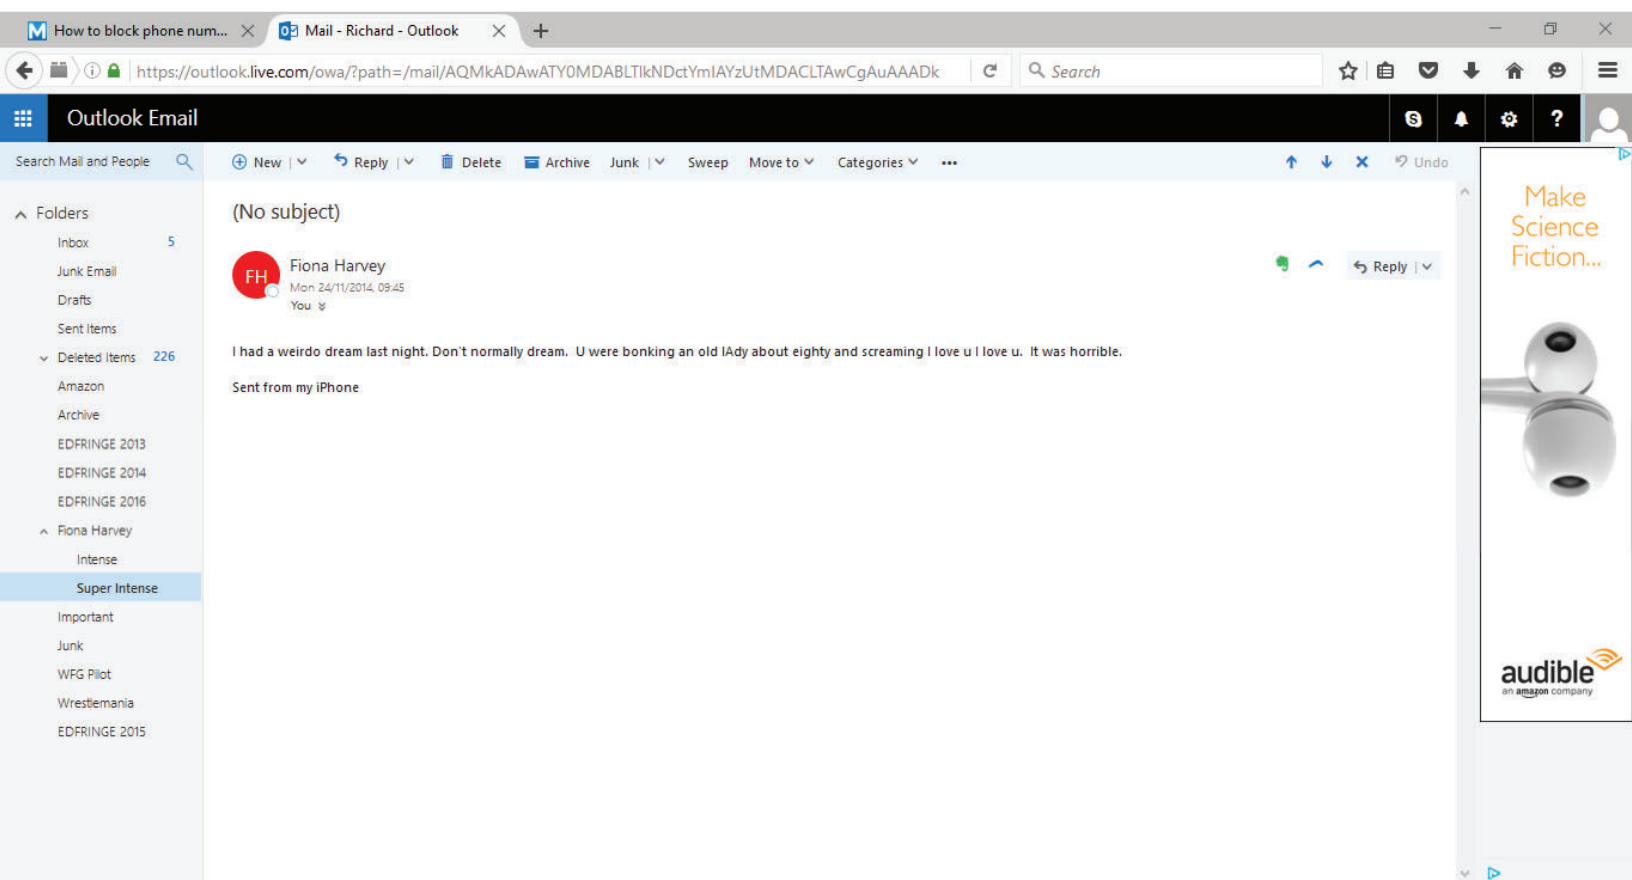 How to block phone num...
Mail - Richard - Outlook
https://outlook.live.com/owa/?path=/mail/AQMkADAwATY0MDABLTlkNDctYmIAYzUtMDACLTAwCgAuAAADk
Search
Outlook Email
Search Mail and People
New
Reply
Delete
Archive
Junk
Sweep
Move to
Categories
Undo
Folders
Inbox 5
Junk Email
Drafts
Sent Items
Deleted Items 226
Amazon
Archive
EDFRINGE 2013
EDFRINGE 2014
EDFRINGE 2016
Fiona Harvey
Intense
Super Intense
Important
Junk
WFG Pilot
Wrestlemania
EDFRINGE 2015
(No subject)
FH
Fiona Harvey
Mon 24/11/2014, 09:45
You
Reply
I had a weirdo dream last night. Don't normally dream.  U were bonking an old lAdy about eighty and screaming I love u I love u.  It was horrible.
Sent from my iPhone
Make
Science
Fiction...
audible
an amazon company